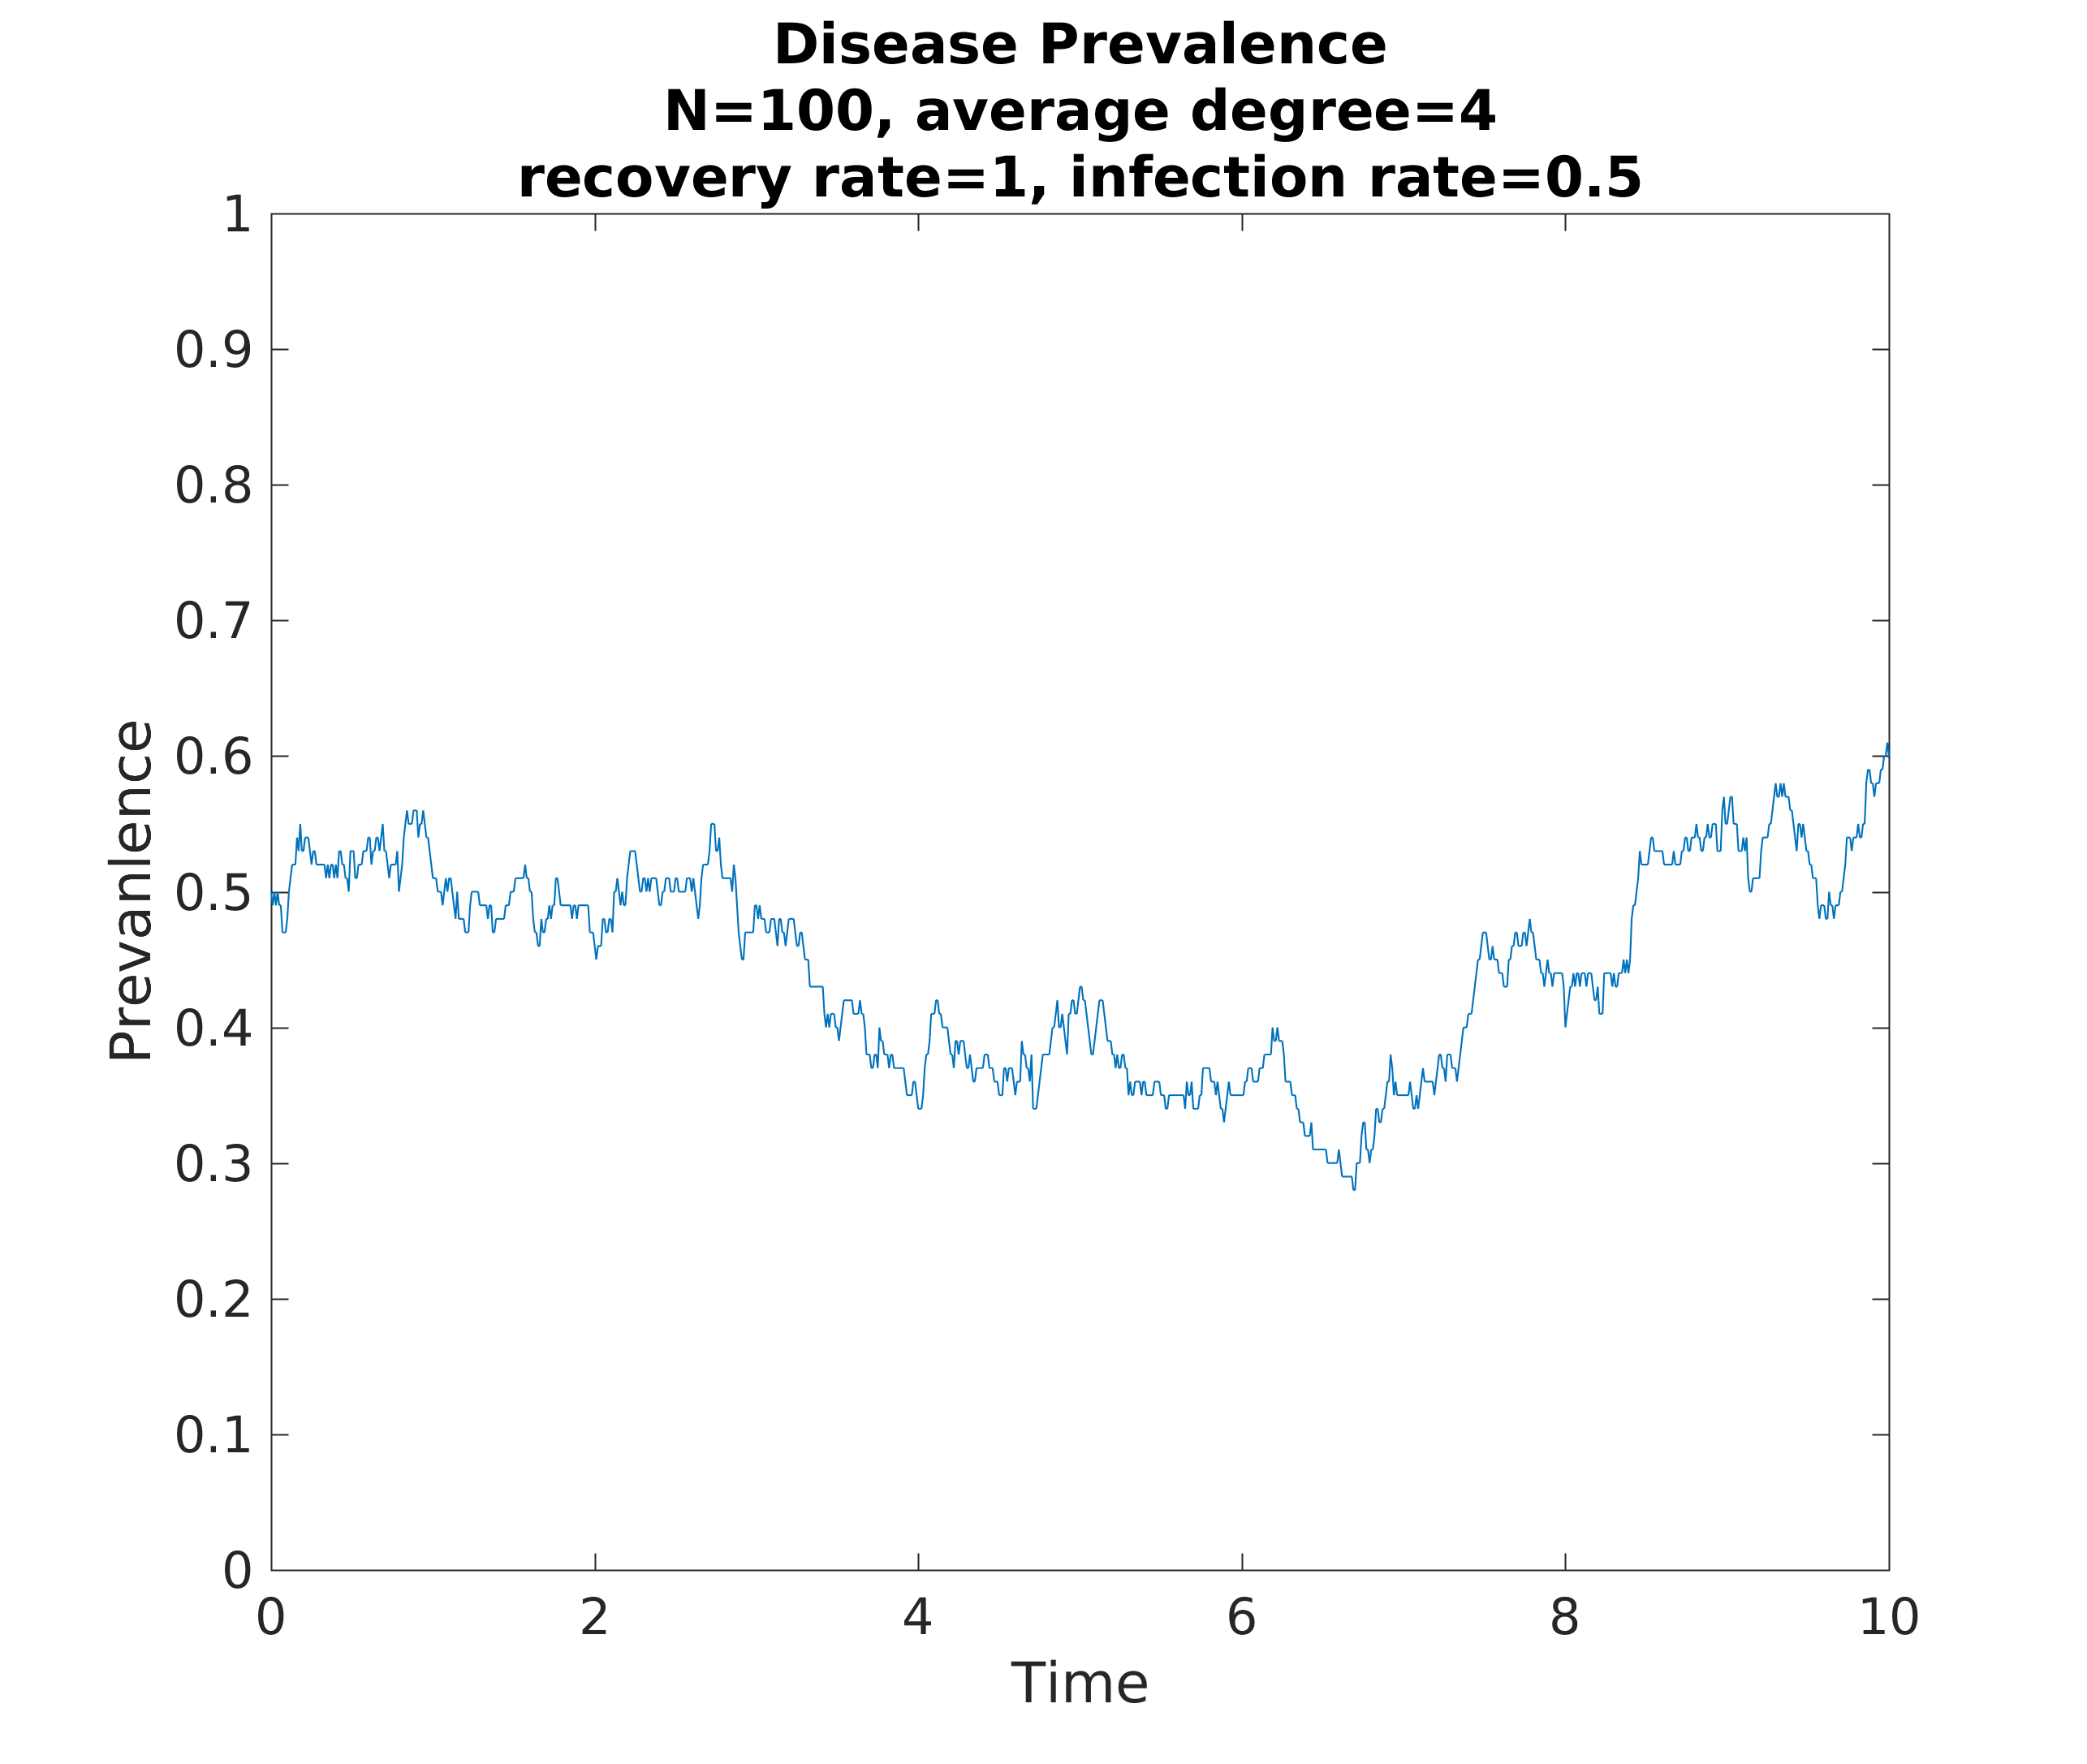 Disease Prevalence
N=100, average degree=4
recovery rate=1, infection rate=0.5
1
0.9
0.8
0.7
0.6
0.5
0.4
0.3
0.2
0.1
0
Prevanlence
0 2 4 6 8 10
Time